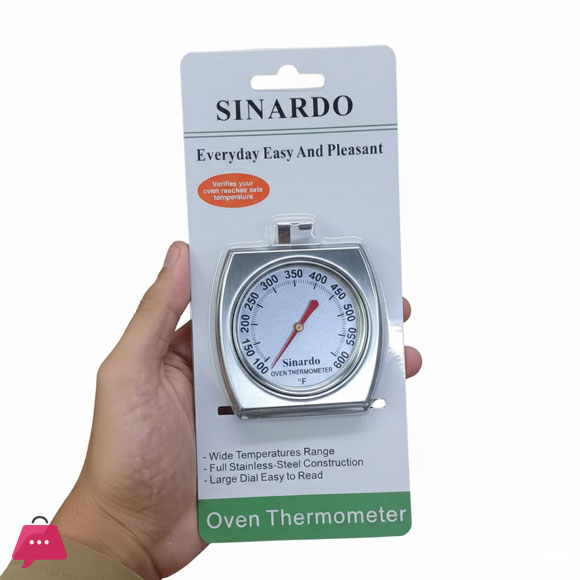 SINARDO
Everyday Easy And Pleasant
Verifies your
oven reaches safe
temperature
100 150 200 250 300 350 400 450 500 550 600
Sinardo
OVEN THERMOMETER
°F
- Wide Temperatures Range
- Full Stainless-Steel Construction
- Large Dial Easy to Read
Oven Thermometer